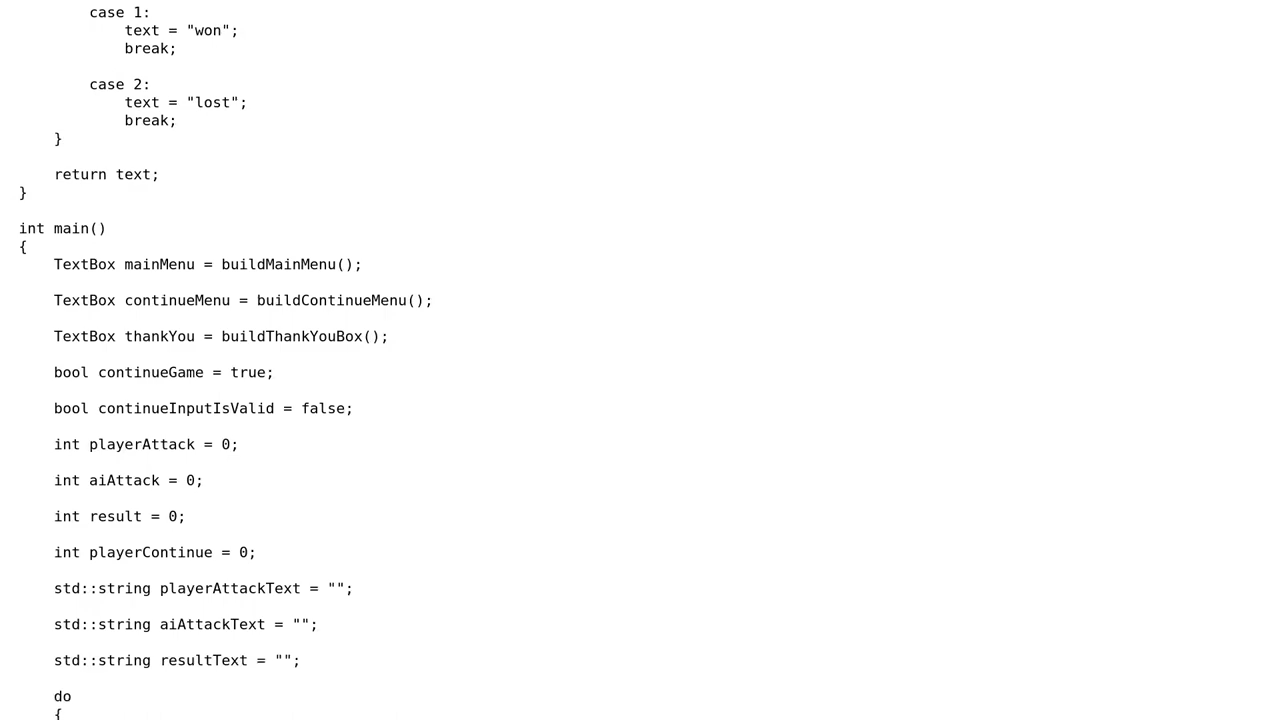 case 1:
text = "won";
break;
case 2:
text = "lost";
break;
}
return text;
}
int main()
{
TextBox mainMenu = buildMainMenu();
TextBox continueMenu = buildContinueMenu();
TextBox thankYou = buildThankYouBox();
bool continueGame = true;
bool continueInputIsValid = false;
int playerAttack = 0;
int aiAttack = 0;
int result = 0;
int playerContinue = 0;
std::string playerAttackText = "";
std::string aiAttackText = "";
std::string resultText = "";
do
{